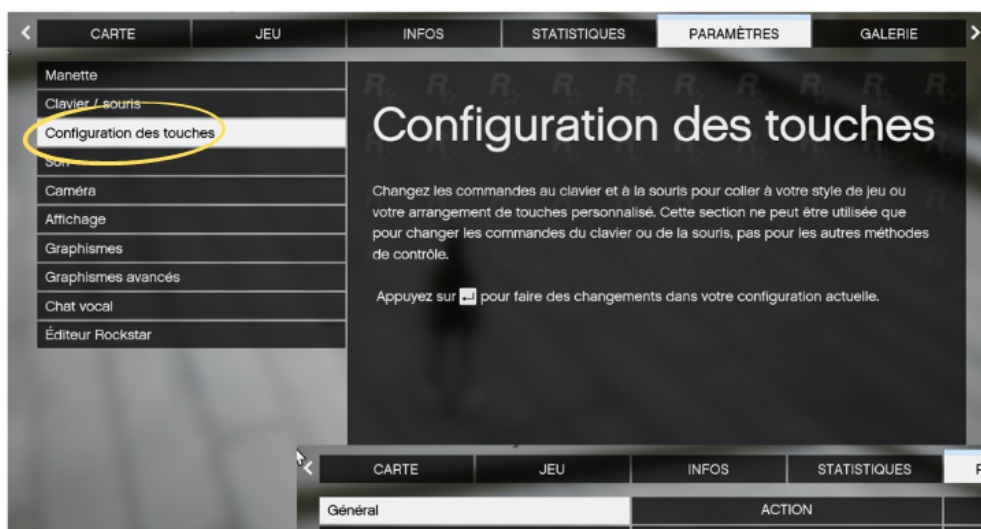 CARTE JEU INFOS STATISTIQUES PARAMÈTRES GALERIE
Manette
Clavier / souris
Configuration des touches
Son
Caméra
Affichage
Graphismes
Graphismes avancés
Chat vocal
Éditeur Rockstar
Configuration des touches
Changez les commandes au clavier et à la souris pour coller à votre style de jeu ou
votre arrangement de touches personnalisé. Cette section ne peut être utilisée que
pour changer les commandes du clavier ou de la souris, pas pour les autres méthodes
de contrôle.
Appuyez sur ↵ pour faire des changements dans votre configuration actuelle.
CARTE JEU INFOS STATISTIQUES
Général ACTION